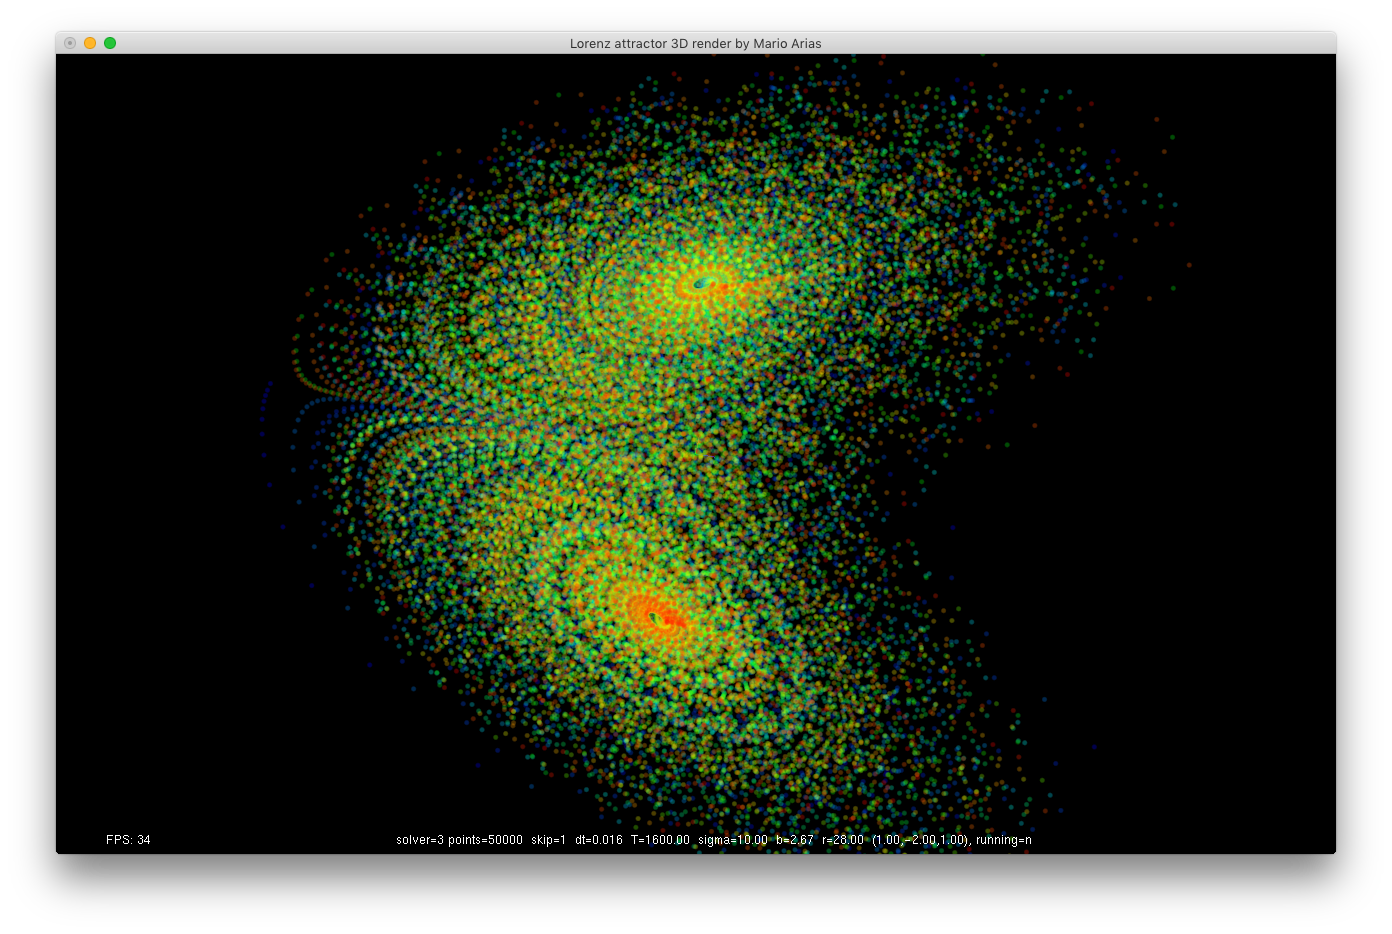 Lorenz attractor 3D render by Mario Arias
FPS: 34
solver=3 points=50000 skip=1 dt=0.016 T=1600.00 sigma=10.00 b=2.67 r=28.00 (1.00,-2.00,1.00), running=n